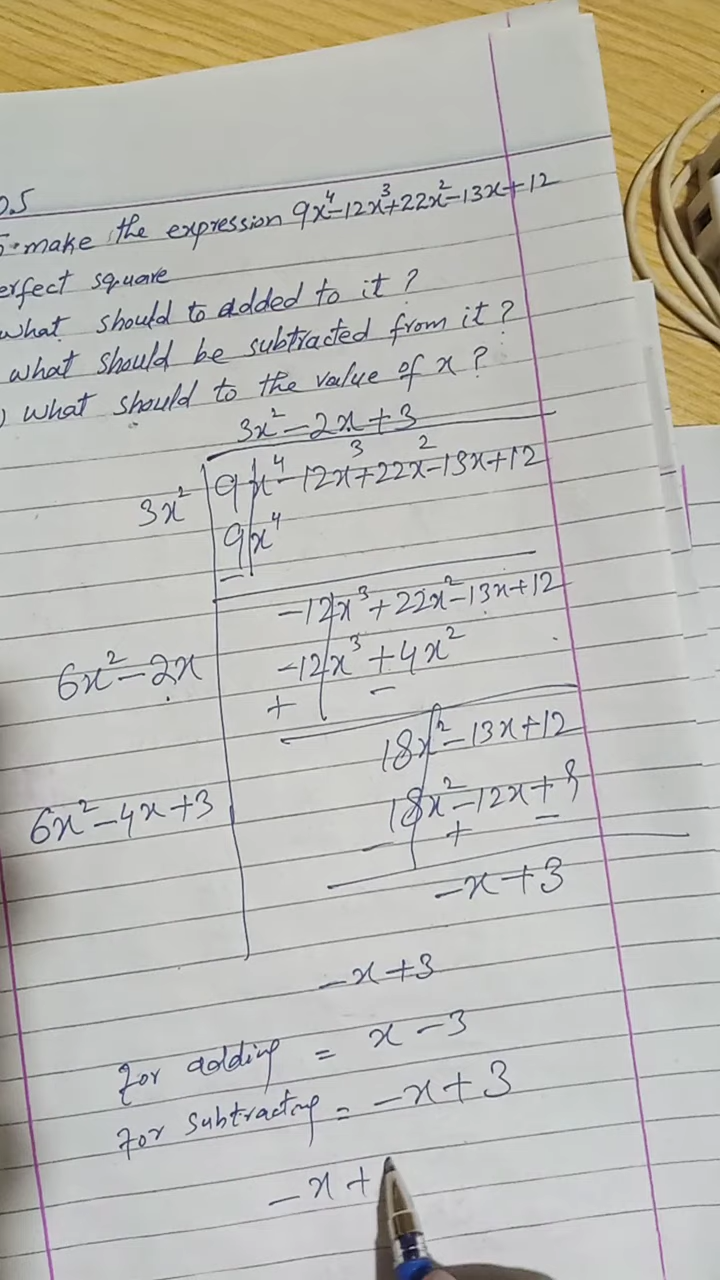 Q.5
make the expression 9x⁴-12x³+22x²-13x+12
erfect square
what should to added to it ?
what should be subtracted from it ?
) what should to the value of x ?
3x² - 2x + 3
3x² 9x⁴ - 12x³ + 22x² - 13x + 12
9x⁴
-
-12x³ + 22x² - 13x + 12
6x² - 2x -12x³ + 4x²
+ -
18x² - 13x + 12
6x² - 4x + 3 18x² - 12x + 9
- + -
-x + 3
-x + 3
for adding = x - 3
for subtracting = -x + 3
-x +